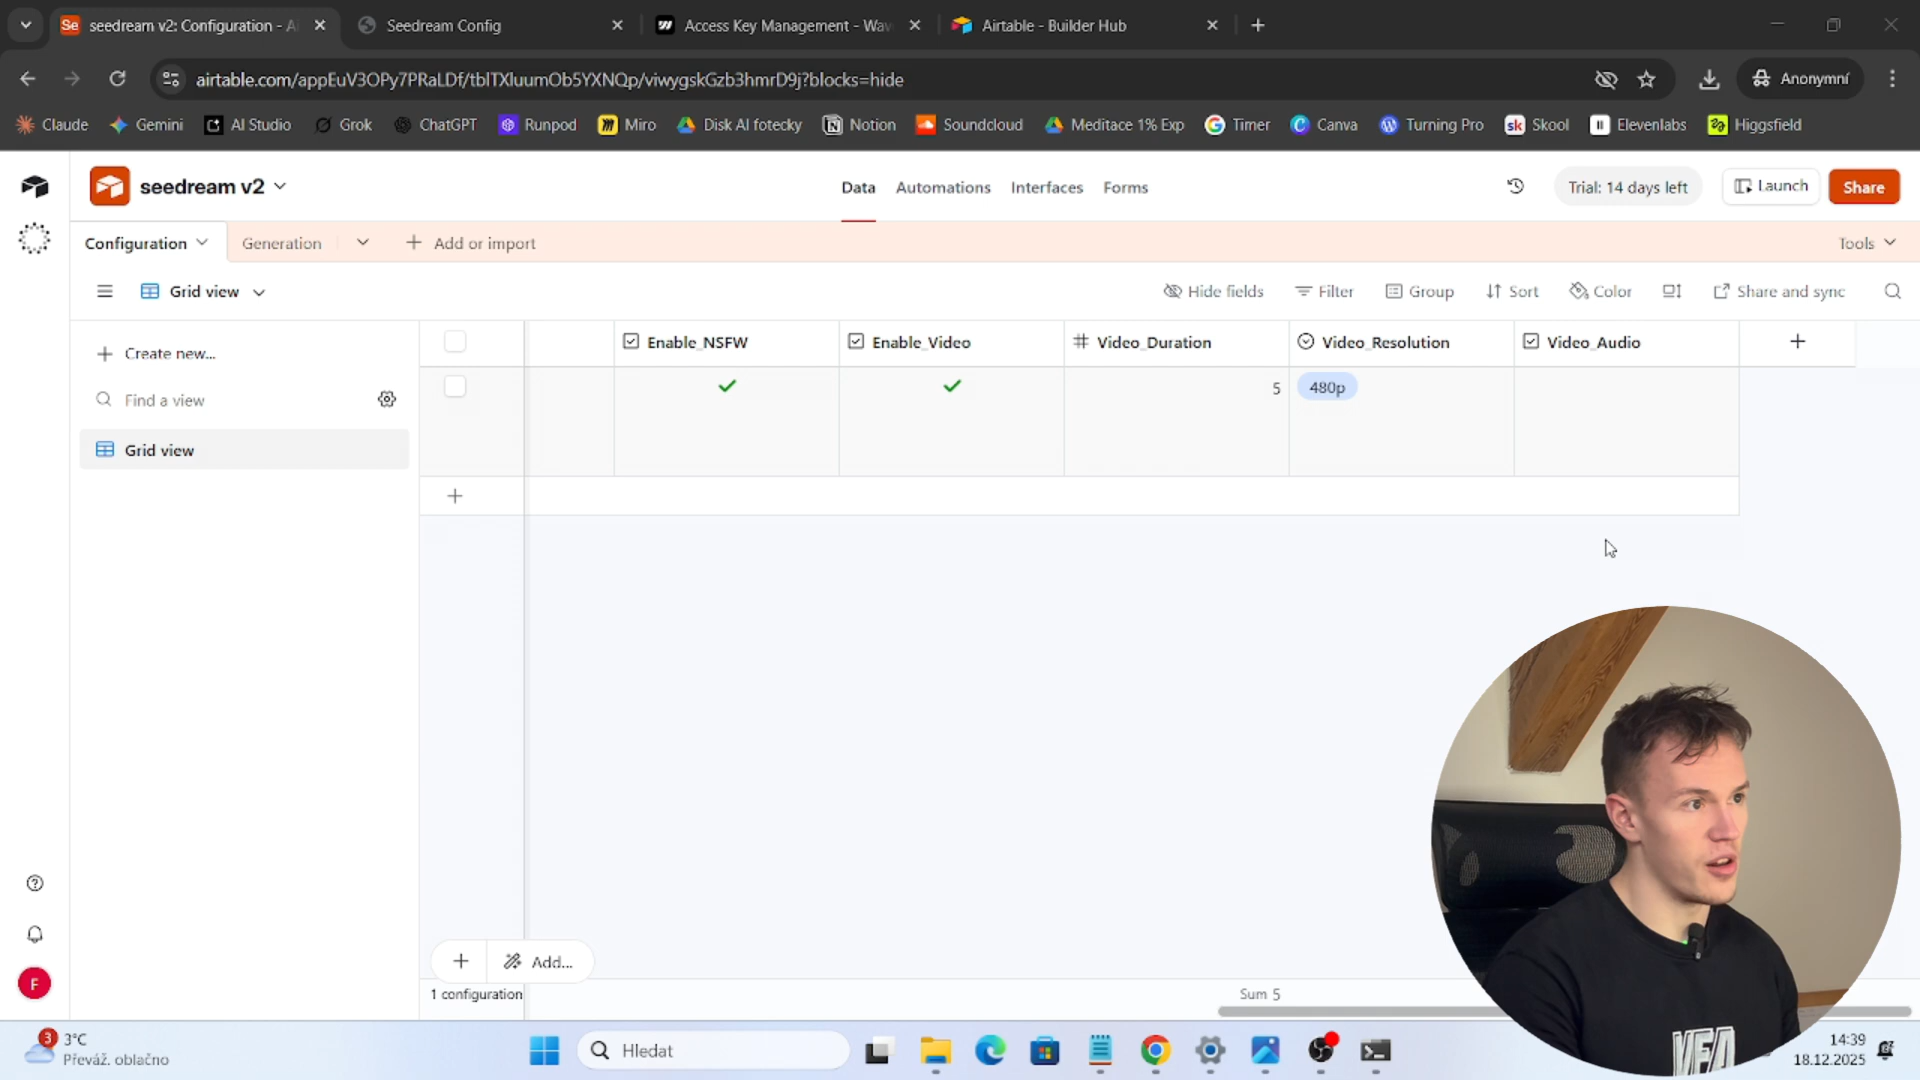 seedream v2: Configuration - Ai
Seedream Config
Access Key Management - Wav
Airtable - Builder Hub
airtable.com/appEuV3OPy7PRaLDf/tblTXluumOb5YXNQp/viwygskGzb3hmrD9j?blocks=hide
Anonymní
Claude
Gemini
AI Studio
Grok
ChatGPT
Runpod
Miro
Disk AI fotecky
Notion
Soundcloud
Meditace 1% Exp
Timer
Canva
Turning Pro
Skool
Elevenlabs
Higgsfield
seedream v2
Data
Automations
Interfaces
Forms
Trial: 14 days left
Launch
Share
Configuration
Generation
Add or import
Tools
Grid view
Hide fields
Filter
Group
Sort
Color
Share and sync
Create new...
Find a view
Grid view
Enable_NSFW
Enable_Video
Video_Duration
Video_Resolution
Video_Audio
5
480p
Add...
1 configuration
Sum 5
F
3
3°C
Převáž. oblačno
Hledat
14:39
18.12.2025